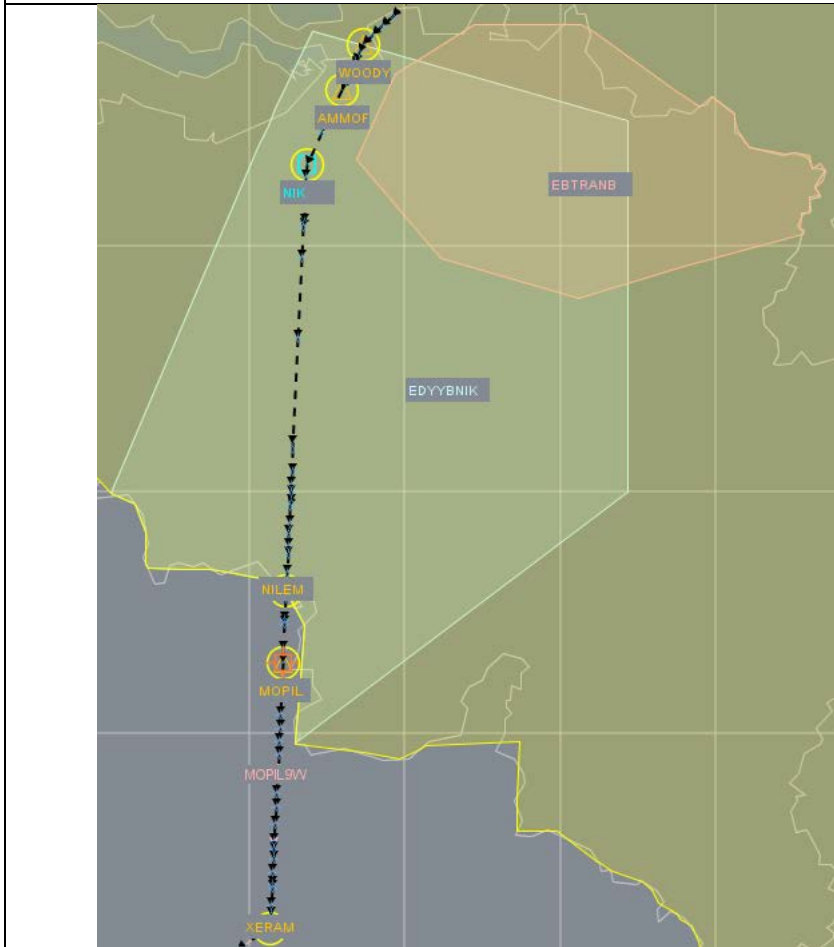 WOODY
AMMOF
EBTRANB
NIK
EDYYBNIK
NILEM
MOPIL
MOPIL9W
XERAM